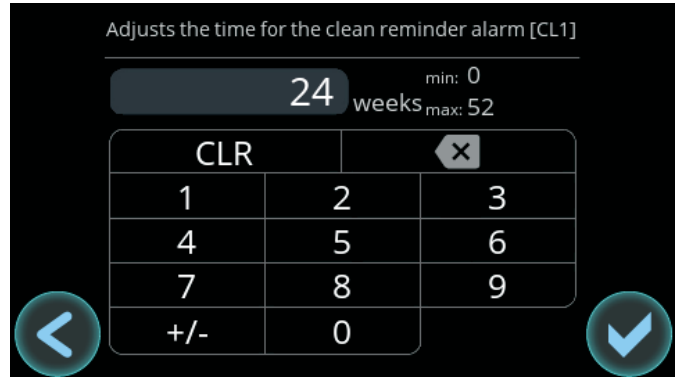 Adjusts the time for the clean reminder alarm [CL1]
24 weeks min: 0
max: 52
CLR
1 2 3
4 5 6
7 8 9
+/- 0